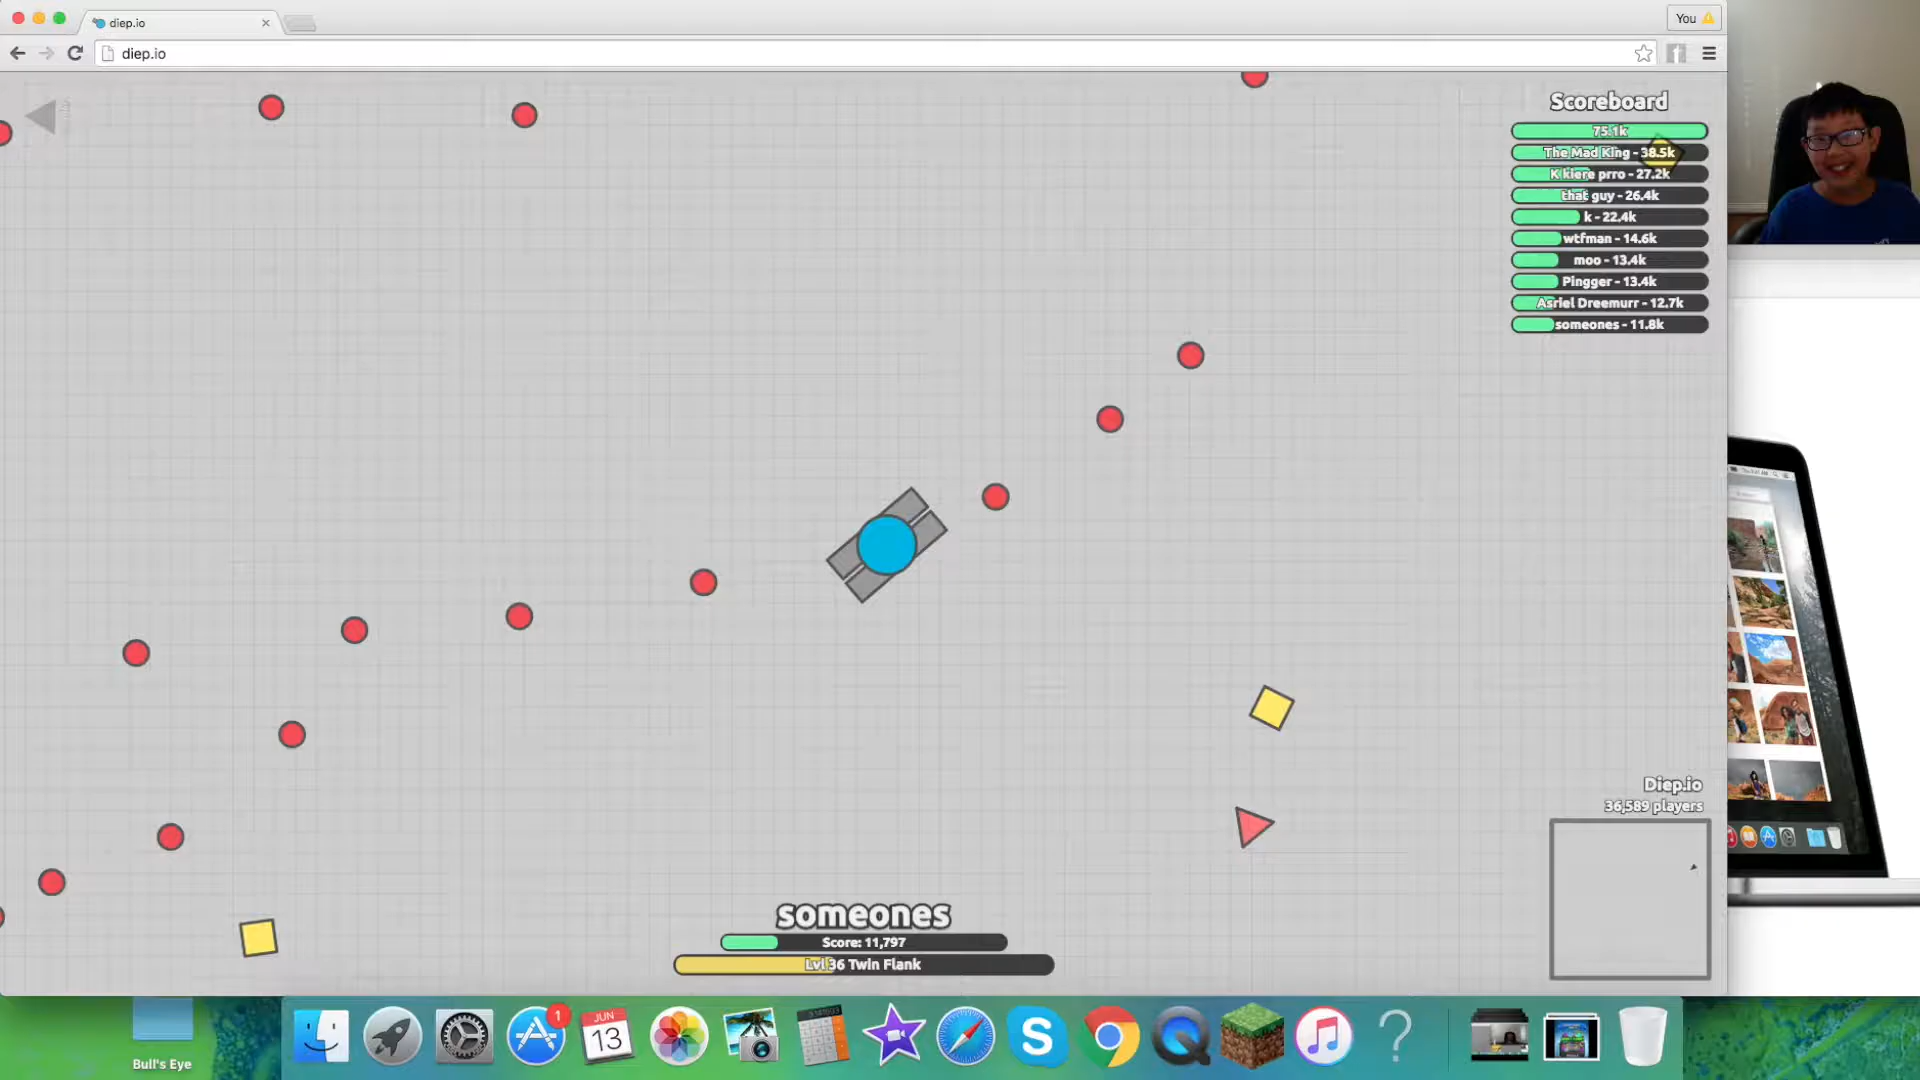 diep.io
You
diep.io
Scoreboard
75.1k
The Mad King - 38.5k
K kiere prro - 27.2k
that guy - 26.4k
k - 22.4k
wtfman - 14.6k
moo - 13.4k
Pingger - 13.4k
Asriel Dreemurr - 12.7k
someones - 11.8k
Diep.io
36,589 players
someones
Score: 11,797
Lvl 36 Twin Flank
1
JUN
13
Bull's Eye